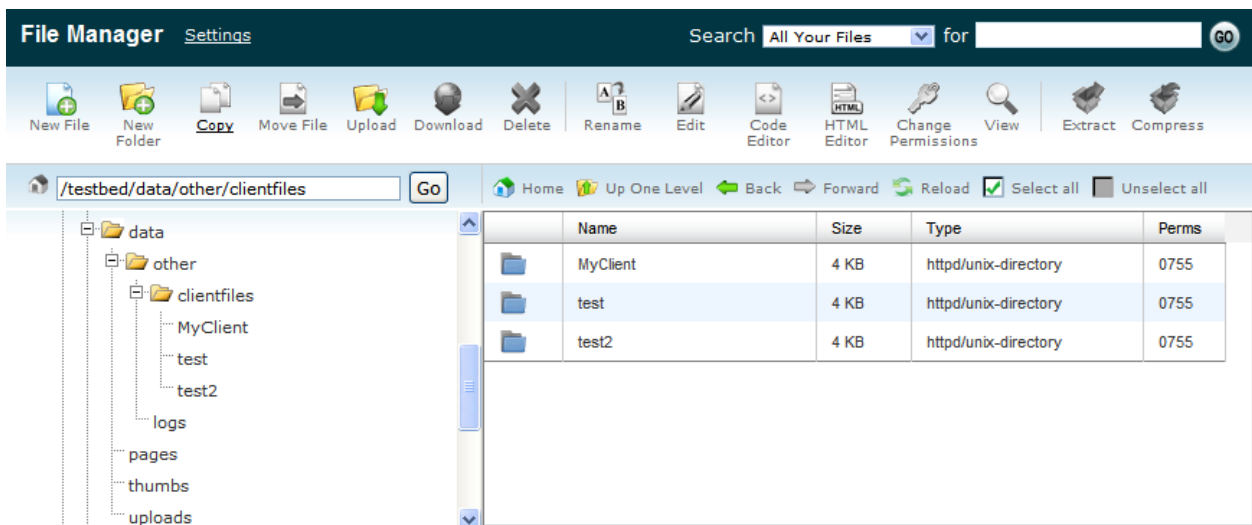 File Manager Settings Search All Your Files for GO
New File New Folder Copy Move File Upload Download Delete Rename Edit Code Editor HTML Editor Change Permissions View Extract Compress
/testbed/data/other/clientfiles Go Home Up One Level Back Forward Reload Select all Unselect all
data
other
clientfiles
MyClient
test
test2
logs
pages
thumbs
uploads
Name Size Type Perms
MyClient 4 KB httpd/unix-directory 0755
test 4 KB httpd/unix-directory 0755
test2 4 KB httpd/unix-directory 0755